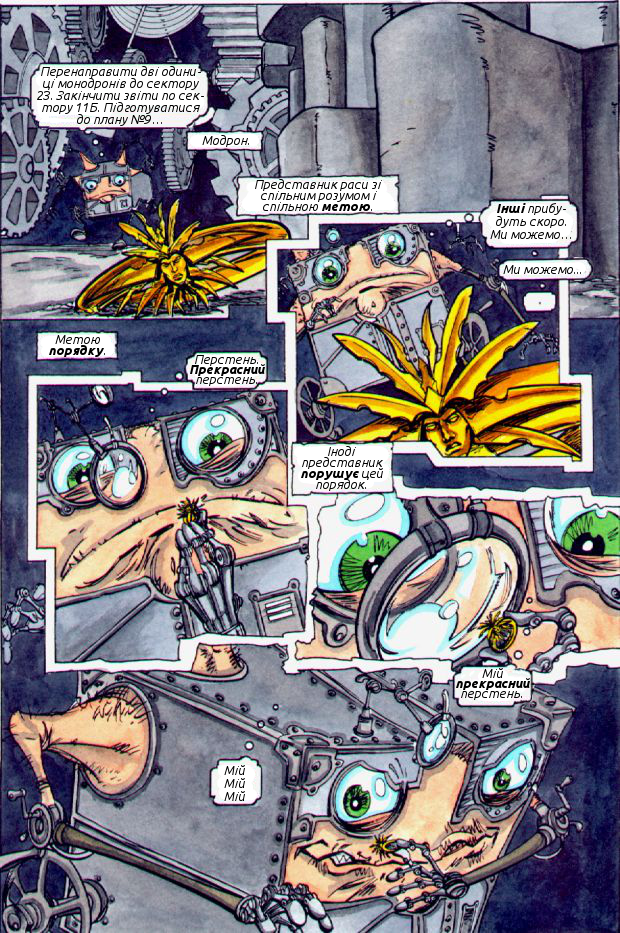 Перенаправити дві одини-
ці монодронів до сектору
23. Закінчити звіти по сек-
тору 11Б. Підготуватися
до плану №9...
Модрон.
Представник раси зі
спільним розумом і
спільною метою.
Інші прибу-
дуть скоро.
Ми можемо...
Ми можемо...
.
Метою
порядку.
Перстень.
Прекрасний
перстень.
Іноді
представник
порушує цей
порядок.
Мій
прекрасний
перстень.
Мій
Мій
Мій